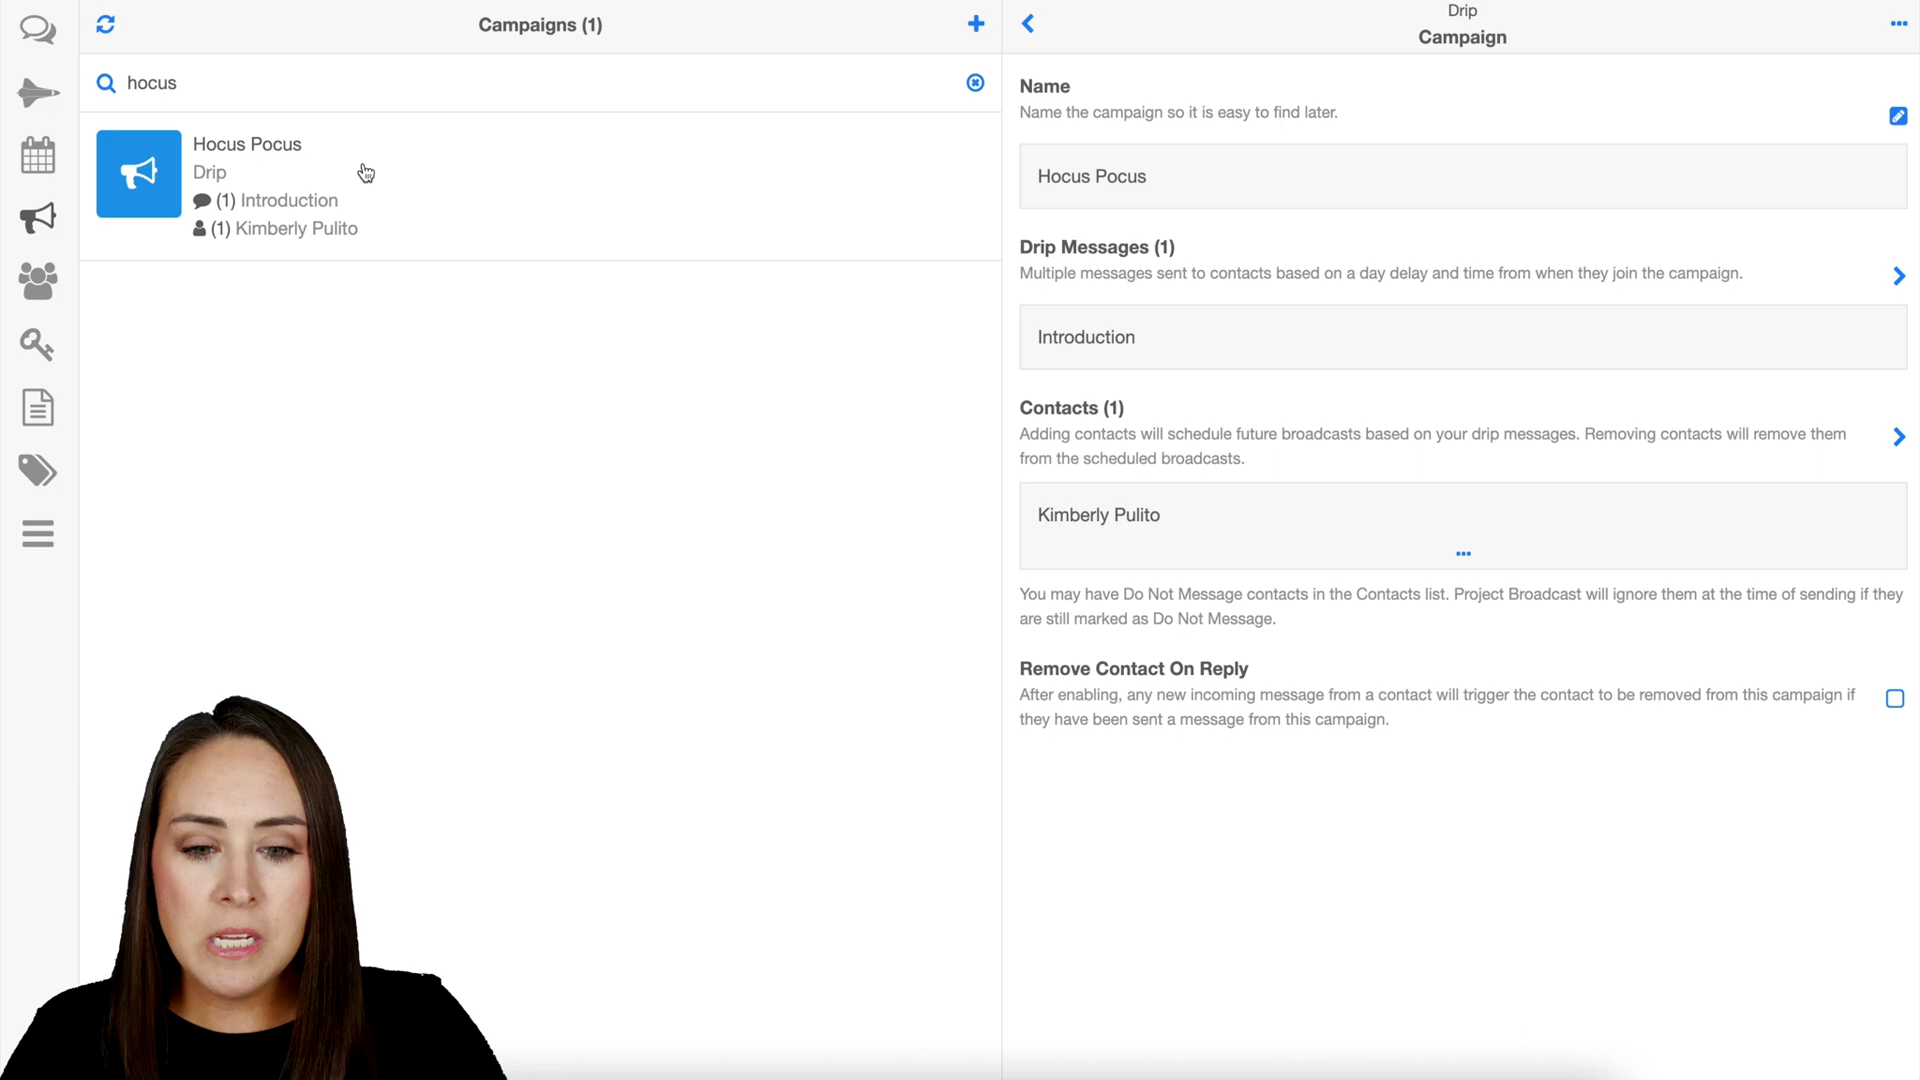 Campaigns (1)
hocus
Hocus Pocus
Drip
(1) Introduction
(1) Kimberly Pulito
Drip
Campaign
Name
Name the campaign so it is easy to find later.
Hocus Pocus
Drip Messages (1)
Multiple messages sent to contacts based on a day delay and time from when they join the campaign.
Introduction
Contacts (1)
Adding contacts will schedule future broadcasts based on your drip messages. Removing contacts will remove them
from the scheduled broadcasts.
Kimberly Pulito
You may have Do Not Message contacts in the Contacts list. Project Broadcast will ignore them at the time of sending if they
are still marked as Do Not Message.
Remove Contact On Reply
After enabling, any new incoming message from a contact will trigger the contact to be removed from this campaign if
they have been sent a message from this campaign.